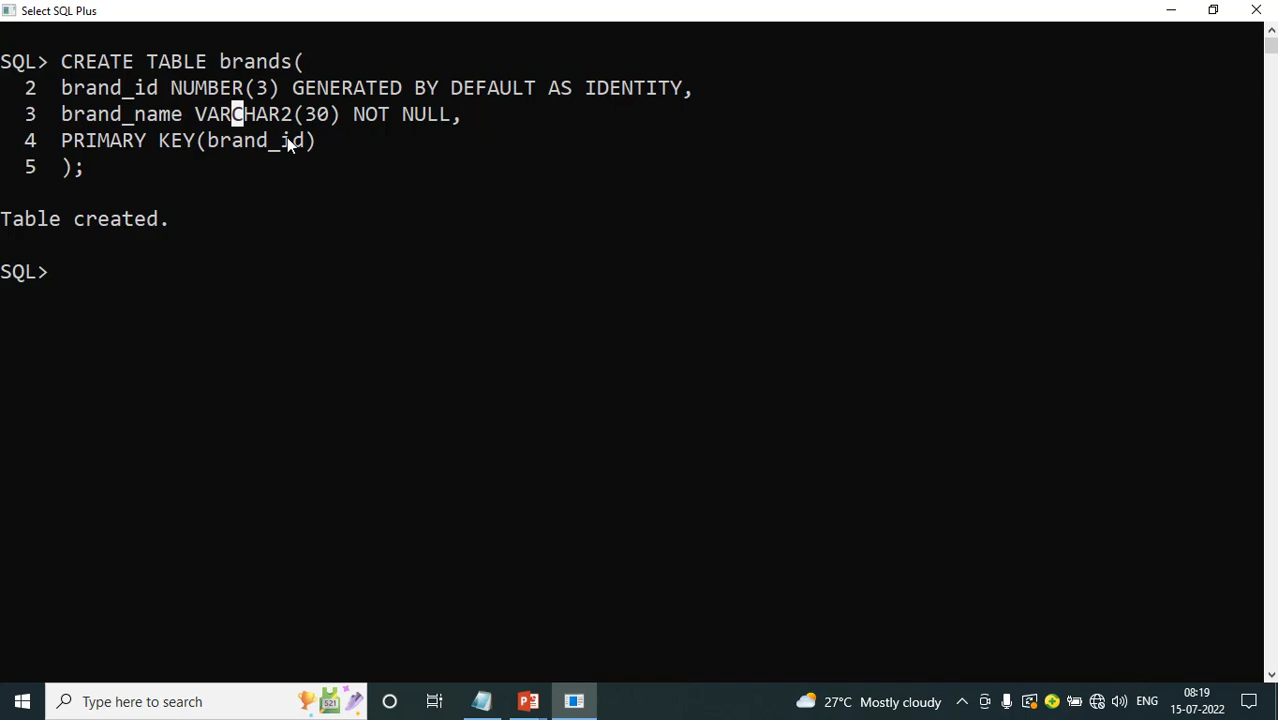 Select SQL Plus
SQL> CREATE TABLE brands(
2 brand_id NUMBER(3) GENERATED BY DEFAULT AS IDENTITY,
3 brand_name VARCHAR2(30) NOT NULL,
4 PRIMARY KEY(brand_id)
5 );
Table created.
SQL>
Type here to search
521
27°C Mostly cloudy
ENG
08:19
15-07-2022